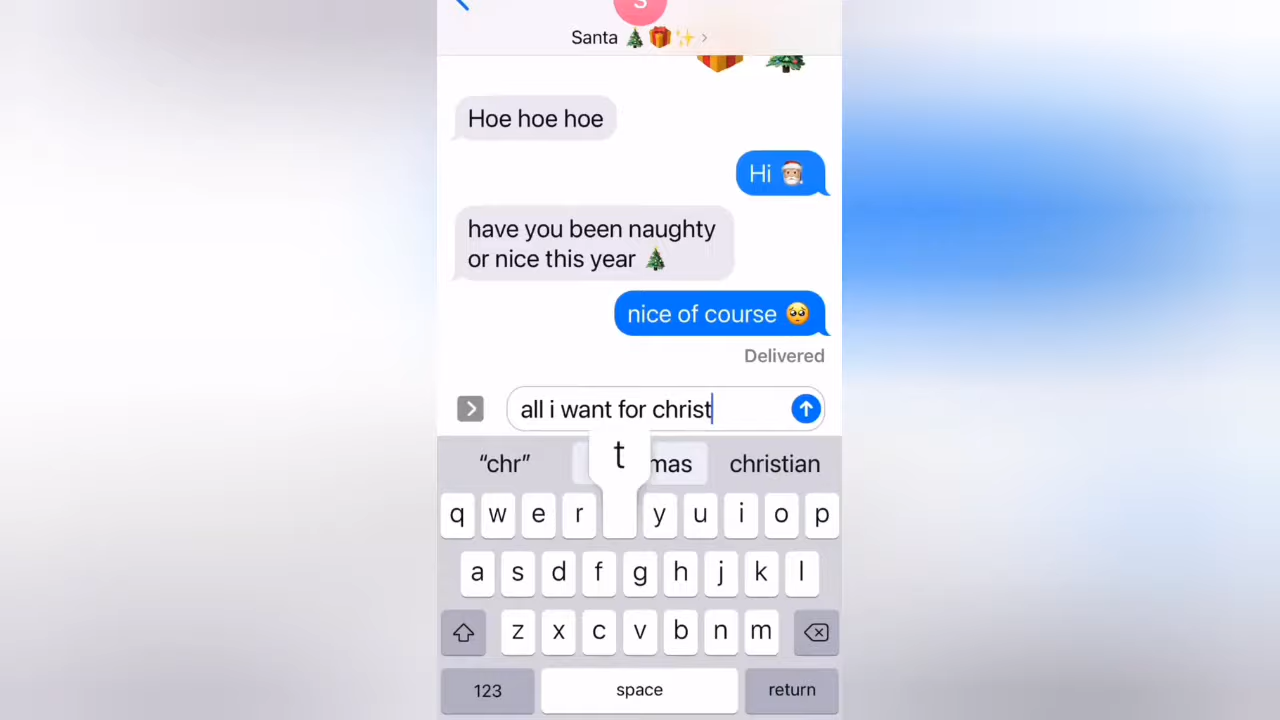 S
Santa 🎄🎁✨ ›
Hoe hoe hoe
Hi 🎅🏼
have you been naughty
or nice this year 🎄
nice of course 🥺
Delivered
all i want for christ
“chr” mas christian
t
q w e r y u i o p
a s d f g h j k l
z x c v b n m
123 space return